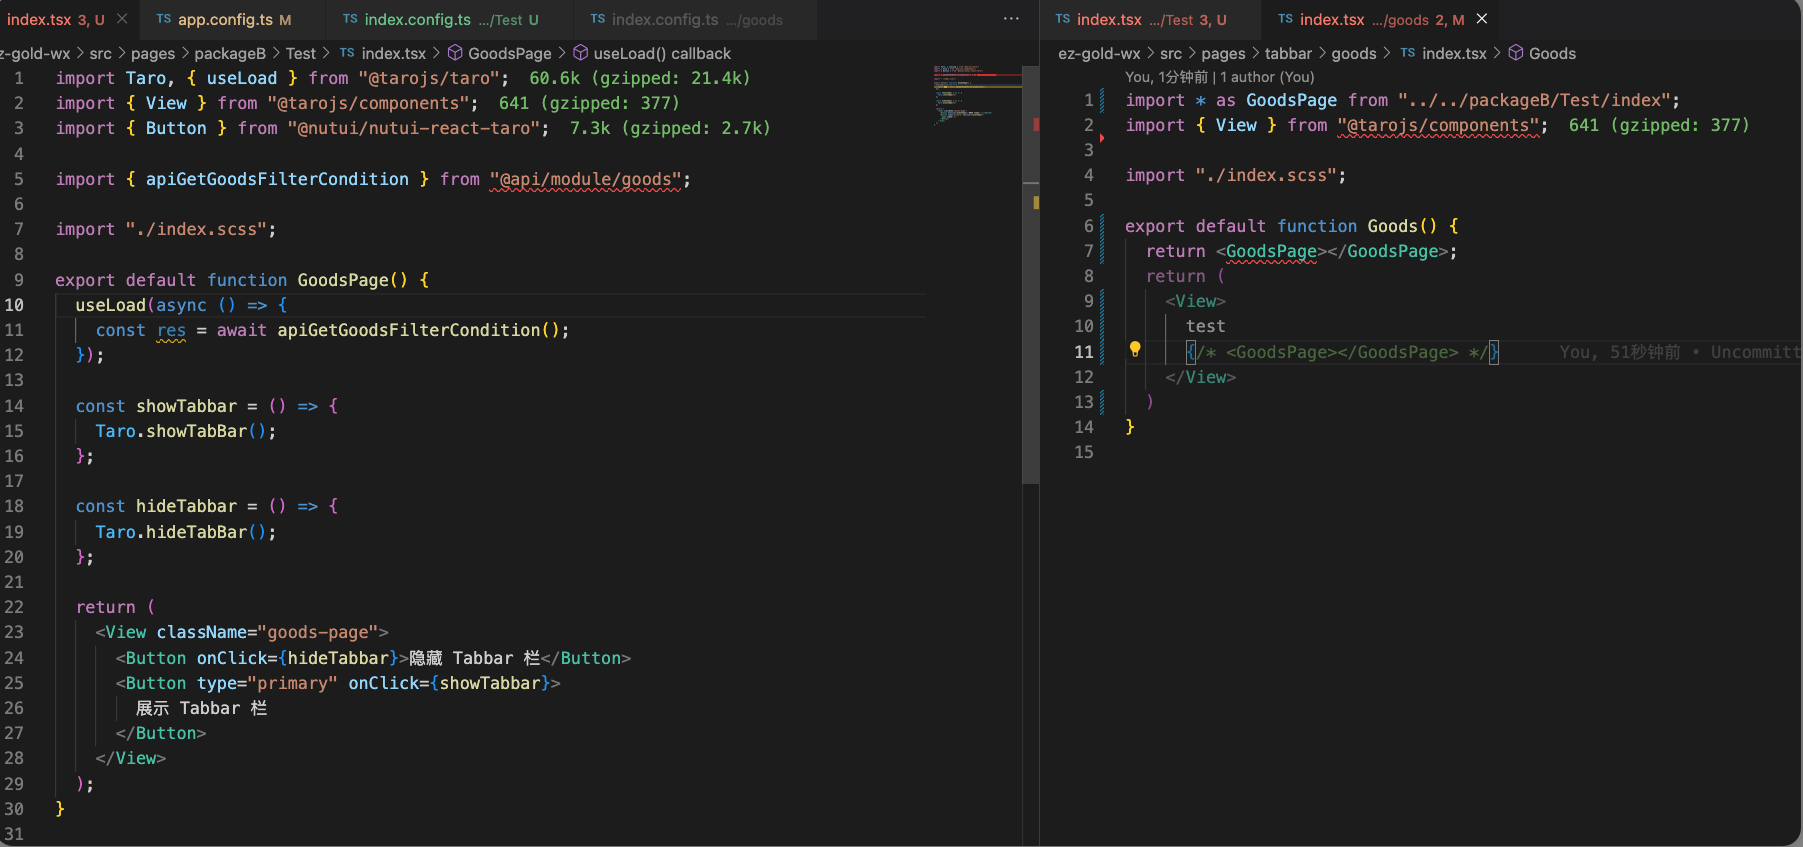 index.tsx 3, U
TS app.config.ts M
TS index.config.ts .../Test U
TS index.config.ts .../goods
ez-gold-wx > src > pages > packageB > Test > TS index.tsx > GoodsPage > useLoad() callback
1 import Taro, { useLoad } from "@tarojs/taro"; 60.6k (gzipped: 21.4k)
2 import { View } from "@tarojs/components"; 641 (gzipped: 377)
3 import { Button } from "@nutui/nutui-react-taro"; 7.3k (gzipped: 2.7k)
4
5 import { apiGetGoodsFilterCondition } from "@api/module/goods";
6
7 import "./index.scss";
8
9 export default function GoodsPage() {
10 useLoad(async () => {
11 const res = await apiGetGoodsFilterCondition();
12 });
13
14 const showTabbar = () => {
15 Taro.showTabBar();
16 };
17
18 const hideTabbar = () => {
19 Taro.hideTabBar();
20 };
21
22 return (
23 <View className="goods-page">
24 <Button onClick={hideTabbar}>隐藏 Tabbar 栏</Button>
25 <Button type="primary" onClick={showTabbar}>
26 展示 Tabbar 栏
27 </Button>
28 </View>
29 );
30 }
31
TS index.tsx .../Test 3, U
TS index.tsx .../goods 2, M
ez-gold-wx > src > pages > tabbar > goods > TS index.tsx > Goods
You, 1分钟前 | 1 author (You)
1 import * as GoodsPage from "../../packageB/Test/index";
2 import { View } from "@tarojs/components"; 641 (gzipped: 377)
3
4 import "./index.scss";
5
6 export default function Goods() {
7 return <GoodsPage></GoodsPage>;
8 return (
9 <View>
10 test
11 {/* <GoodsPage></GoodsPage> */} You, 51秒钟前 • Uncommitt
12 </View>
13 )
14 }
15